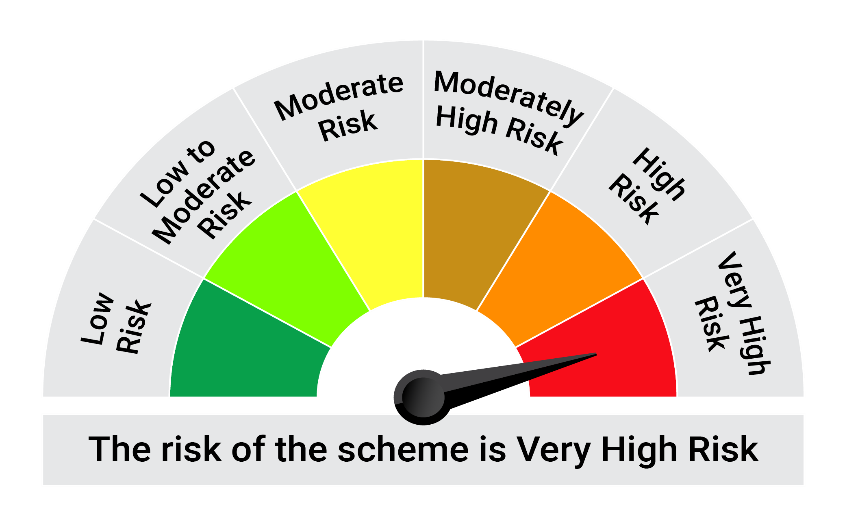 Low
Risk
Low to
Moderate
Risk
Moderate
Risk
Moderately
High Risk
High
Risk
Very High
Risk
The risk of the scheme is Very High Risk